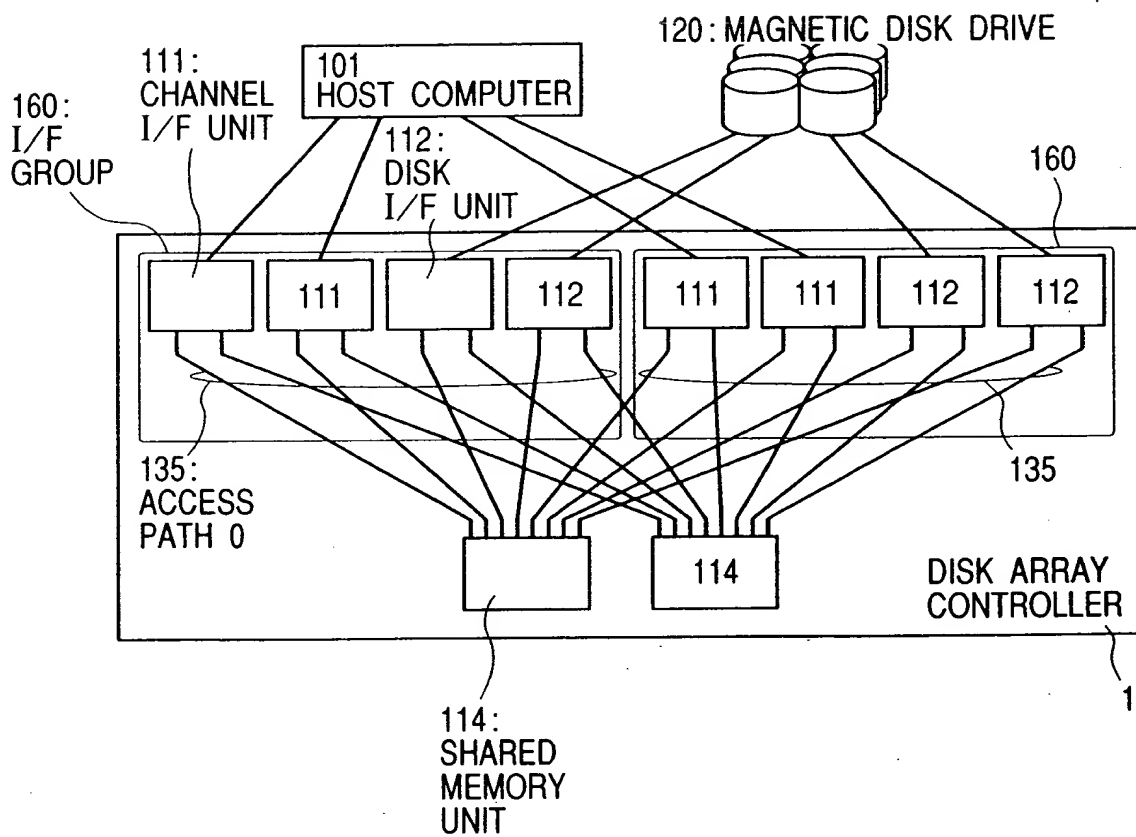 120: MAGNETIC DISK DRIVE
111:
CHANNEL
I/F UNIT
101
HOST COMPUTER
160:
I/F
GROUP
112:
DISK
I/F UNIT
160
111
112
111
111
112
112
135:
ACCESS
PATH 0
135
114
DISK ARRAY
CONTROLLER
1
114:
SHARED
MEMORY
UNIT